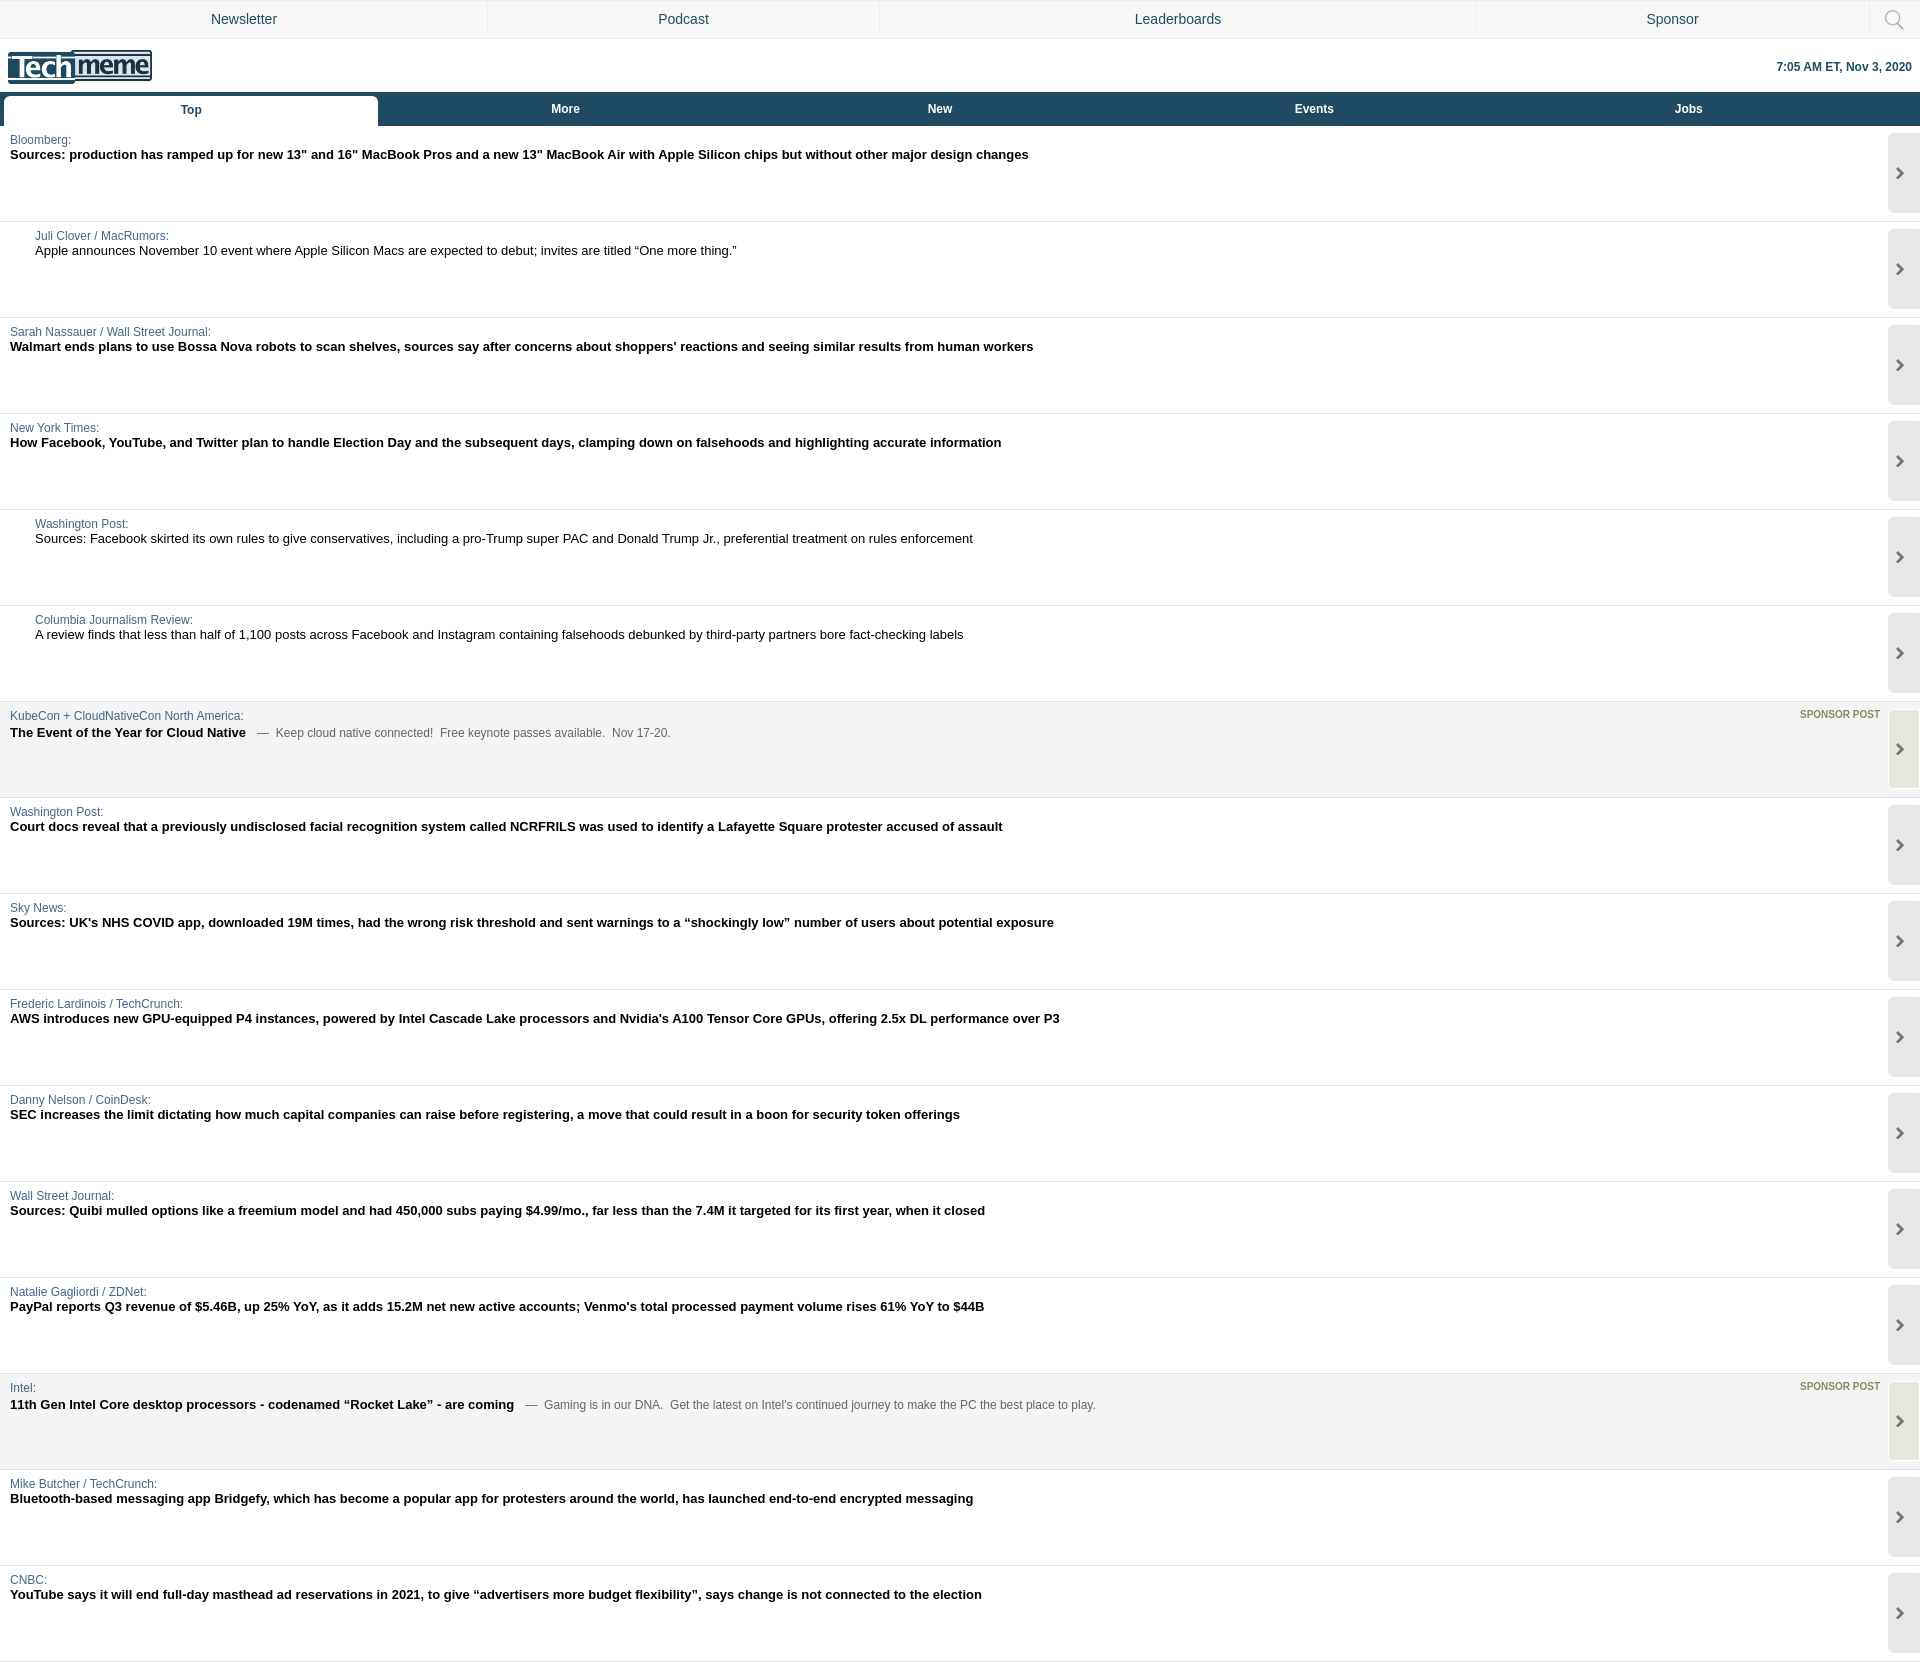 Newsletter
Podcast
Leaderboards
Sponsor
Techmeme
7:05 AM ET, Nov 3, 2020
Top
More
New
Events
Jobs
Bloomberg:
Sources: production has ramped up for new 13" and 16" MacBook Pros and a new 13" MacBook Air with Apple Silicon chips but without other major design changes
Juli Clover / MacRumors:
Apple announces November 10 event where Apple Silicon Macs are expected to debut; invites are titled “One more thing.”
Sarah Nassauer / Wall Street Journal:
Walmart ends plans to use Bossa Nova robots to scan shelves, sources say after concerns about shoppers' reactions and seeing similar results from human workers
New York Times:
How Facebook, YouTube, and Twitter plan to handle Election Day and the subsequent days, clamping down on falsehoods and highlighting accurate information
Washington Post:
Sources: Facebook skirted its own rules to give conservatives, including a pro-Trump super PAC and Donald Trump Jr., preferential treatment on rules enforcement
Columbia Journalism Review:
A review finds that less than half of 1,100 posts across Facebook and Instagram containing falsehoods debunked by third-party partners bore fact-checking labels
KubeCon + CloudNativeCon North America:
SPONSOR POST
The Event of the Year for Cloud Native — Keep cloud native connected! Free keynote passes available. Nov 17-20.
Washington Post:
Court docs reveal that a previously undisclosed facial recognition system called NCRFRILS was used to identify a Lafayette Square protester accused of assault
Sky News:
Sources: UK's NHS COVID app, downloaded 19M times, had the wrong risk threshold and sent warnings to a “shockingly low” number of users about potential exposure
Frederic Lardinois / TechCrunch:
AWS introduces new GPU-equipped P4 instances, powered by Intel Cascade Lake processors and Nvidia's A100 Tensor Core GPUs, offering 2.5x DL performance over P3
Danny Nelson / CoinDesk:
SEC increases the limit dictating how much capital companies can raise before registering, a move that could result in a boon for security token offerings
Wall Street Journal:
Sources: Quibi mulled options like a freemium model and had 450,000 subs paying $4.99/mo., far less than the 7.4M it targeted for its first year, when it closed
Natalie Gagliordi / ZDNet:
PayPal reports Q3 revenue of $5.46B, up 25% YoY, as it adds 15.2M net new active accounts; Venmo's total processed payment volume rises 61% YoY to $44B
Intel:
SPONSOR POST
11th Gen Intel Core desktop processors - codenamed “Rocket Lake” - are coming — Gaming is in our DNA. Get the latest on Intel's continued journey to make the PC the best place to play.
Mike Butcher / TechCrunch:
Bluetooth-based messaging app Bridgefy, which has become a popular app for protesters around the world, has launched end-to-end encrypted messaging
CNBC:
YouTube says it will end full-day masthead ad reservations in 2021, to give “advertisers more budget flexibility”, says change is not connected to the election